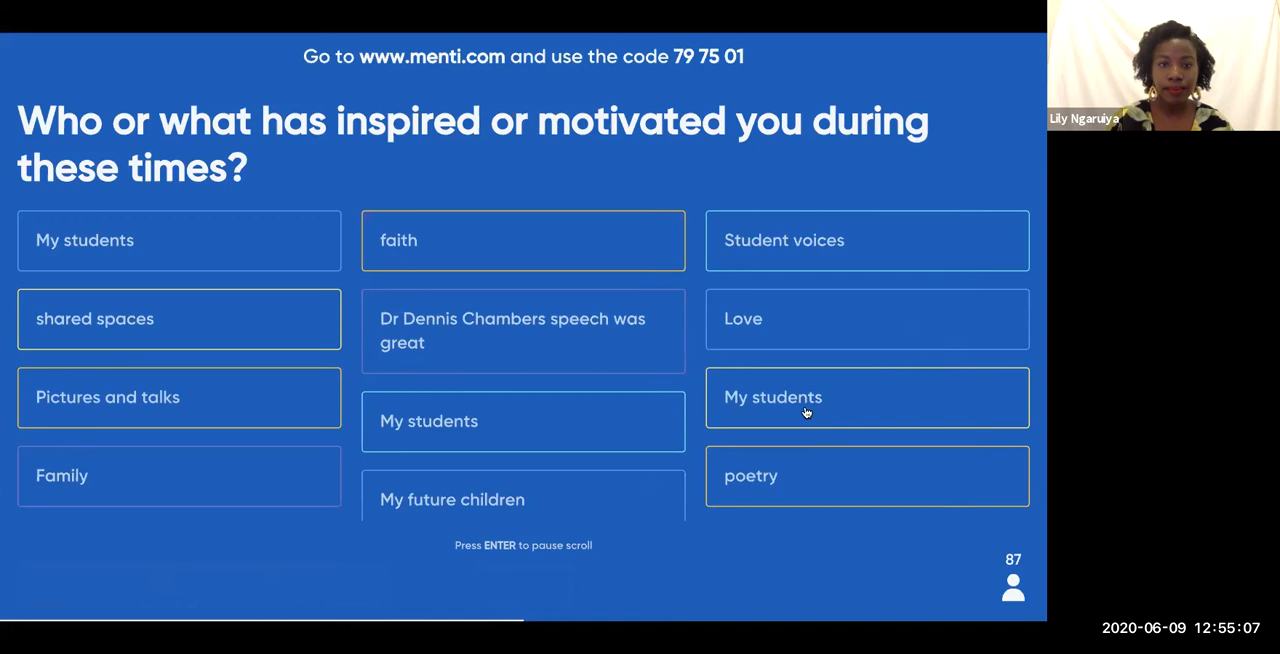 Go to www.menti.com and use the code 79 75 01
Who or what has inspired or motivated you during
these times?
My students
shared spaces
Pictures and talks
Family
faith
Dr Dennis Chambers speech was
great
My students
My future children
Student voices
Love
My students
poetry
Press ENTER to pause scroll
87
Lily Ngaruiya
2020-06-09 12:55:07